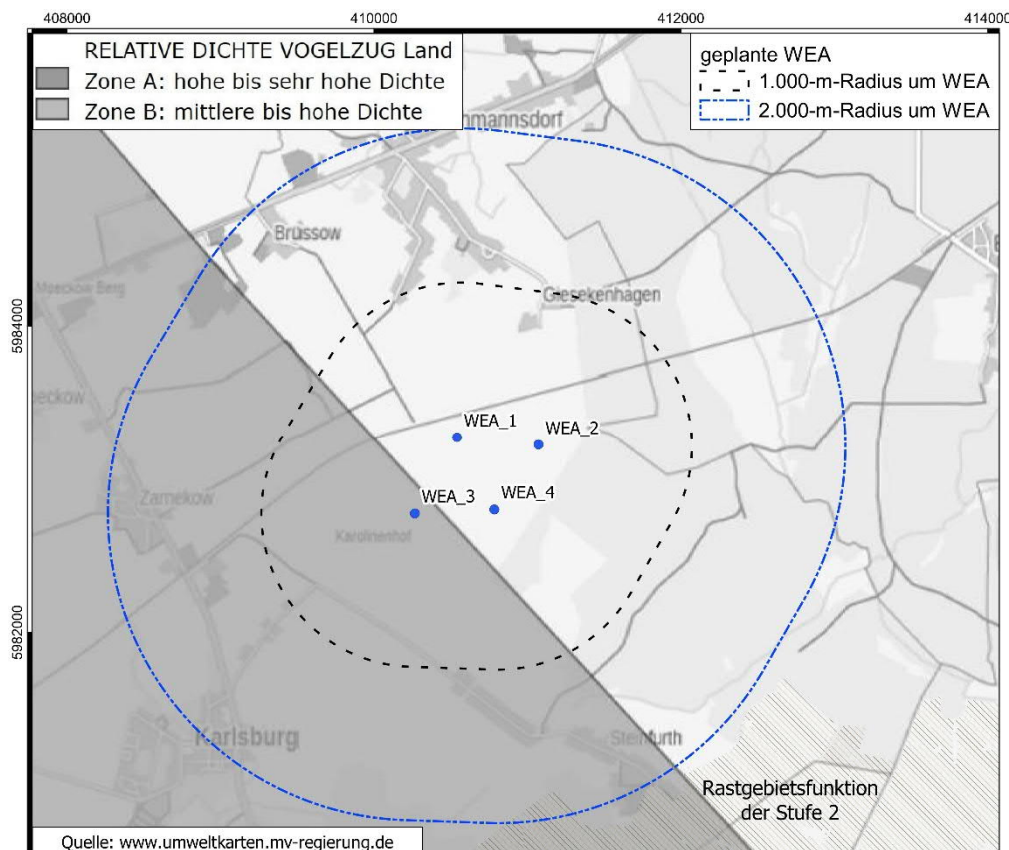 408000
410000
412000
414000
RELATIVE DICHTE VOGELZUG Land
Zone A: hohe bis sehr hohe Dichte
Zone B: mittlere bis hohe Dichte
geplante WEA
1.000-m-Radius um WEA
2.000-m-Radius um WEA
hmannsdorf
Brüssow
Moeckow Berg
Giesekenhagen
5984000
eckow
WEA_1
WEA_2
WEA_3
WEA_4
Zarnekow
Karolinenhof
5982000
Karlsburg
Steinfurth
Rastgebietsfunktion
der Stufe 2
Quelle: www.umweltkarten.mv-regierung.de